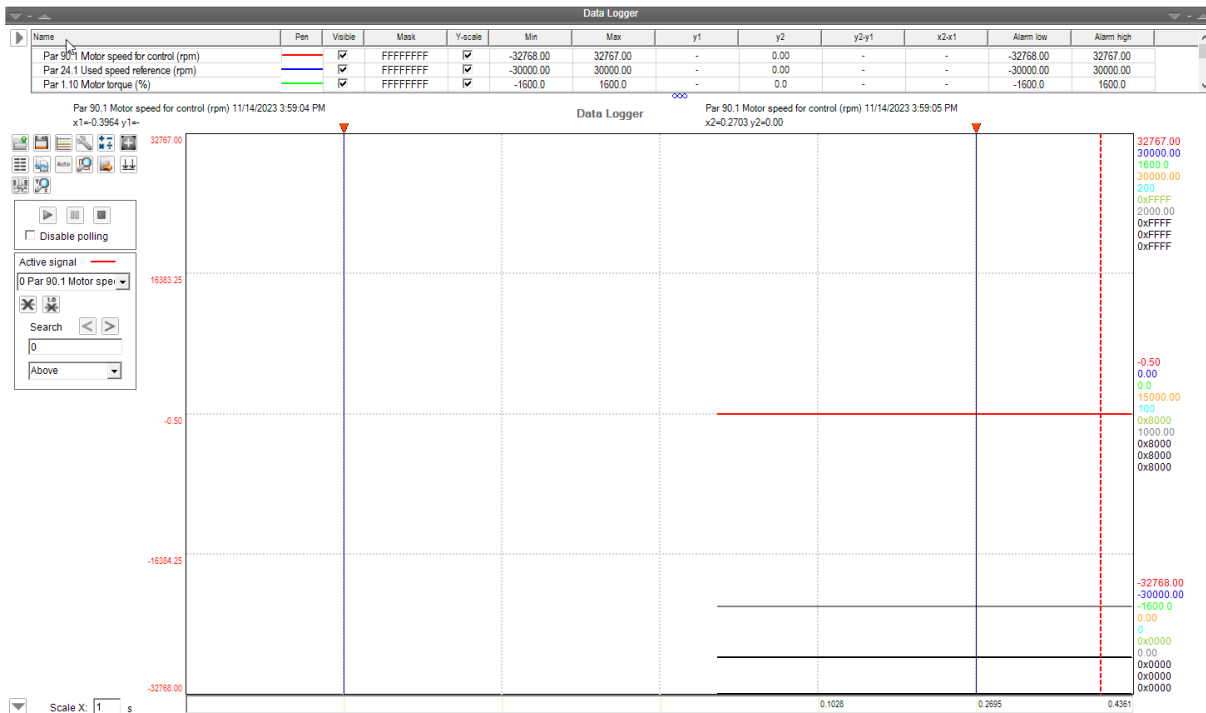 Data Logger
Name Pen Visible Mask Y-scale Min Max y1 y2 y2-y1 x2-x1 Alarm low Alarm high
Par 90.1 Motor speed for control (rpm) FFFFFFFF -32768.00 32767.00 - 0.00 - - -32768.00 32767.00
Par 24.1 Used speed reference (rpm) FFFFFFFF -30000.00 30000.00 - 0.00 - - -30000.00 30000.00
Par 1.10 Motor torque (%) FFFFFFFF -1600.0 1600.0 - 0.0 - - -1600.0 1600.0
Par 90.1 Motor speed for control (rpm) 11/14/2023 3:59:04 PM
x1=-0.3964 y1=-
Data Logger
Par 90.1 Motor speed for control (rpm) 11/14/2023 3:59:05 PM
x2=0.2703 y2=0.00
Auto
Disable polling
Active signal
0 Par 90.1 Motor spe
1.0
Search < >
0
Above
32767.00
16383.25
-0.50
-16384.25
-32768.00
32767.00
30000.00
1600.0
30000.00
200
0xFFFF
2000.00
0xFFFF
0xFFFF
0xFFFF
-0.50
0.00
0.0
15000.00
100
0x8000
1000.00
0x8000
0x8000
0x8000
-32768.00
-30000.00
-1600.0
0.00
0
0x0000
0.00
0x0000
0x0000
0x0000
Scale X: 1 s
0.1028 0.2695 0.4361